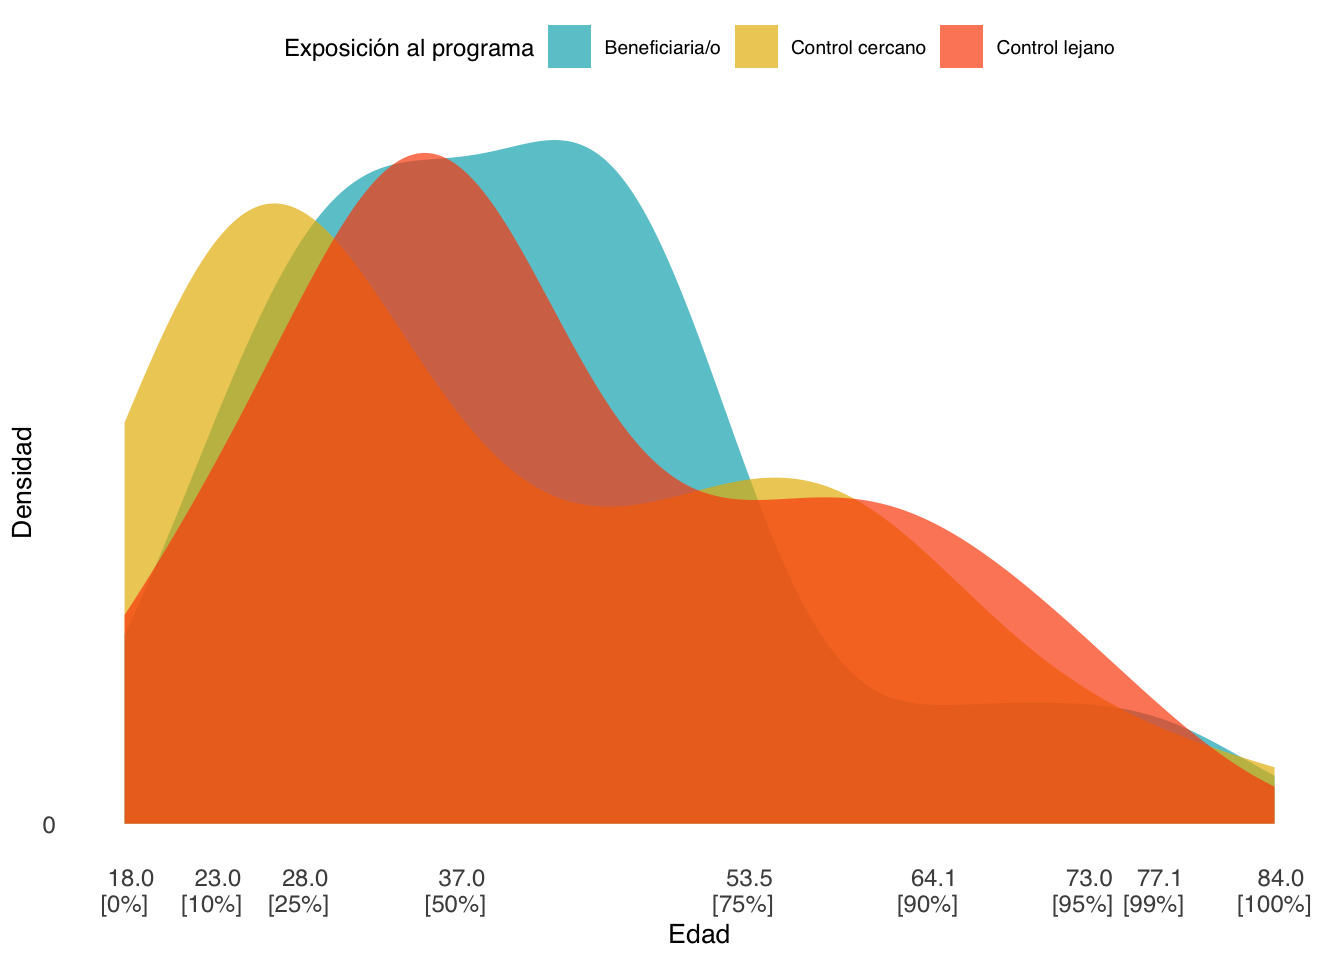 Exposición al programa Beneficiaria/o Control cercano Control lejano
Densidad
0
18.0 23.0 28.0 37.0 53.5 64.1 73.0 77.1 84.0
[0%] [10%] [25%] [50%] [75%] [90%] [95%] [99%] [100%]
Edad